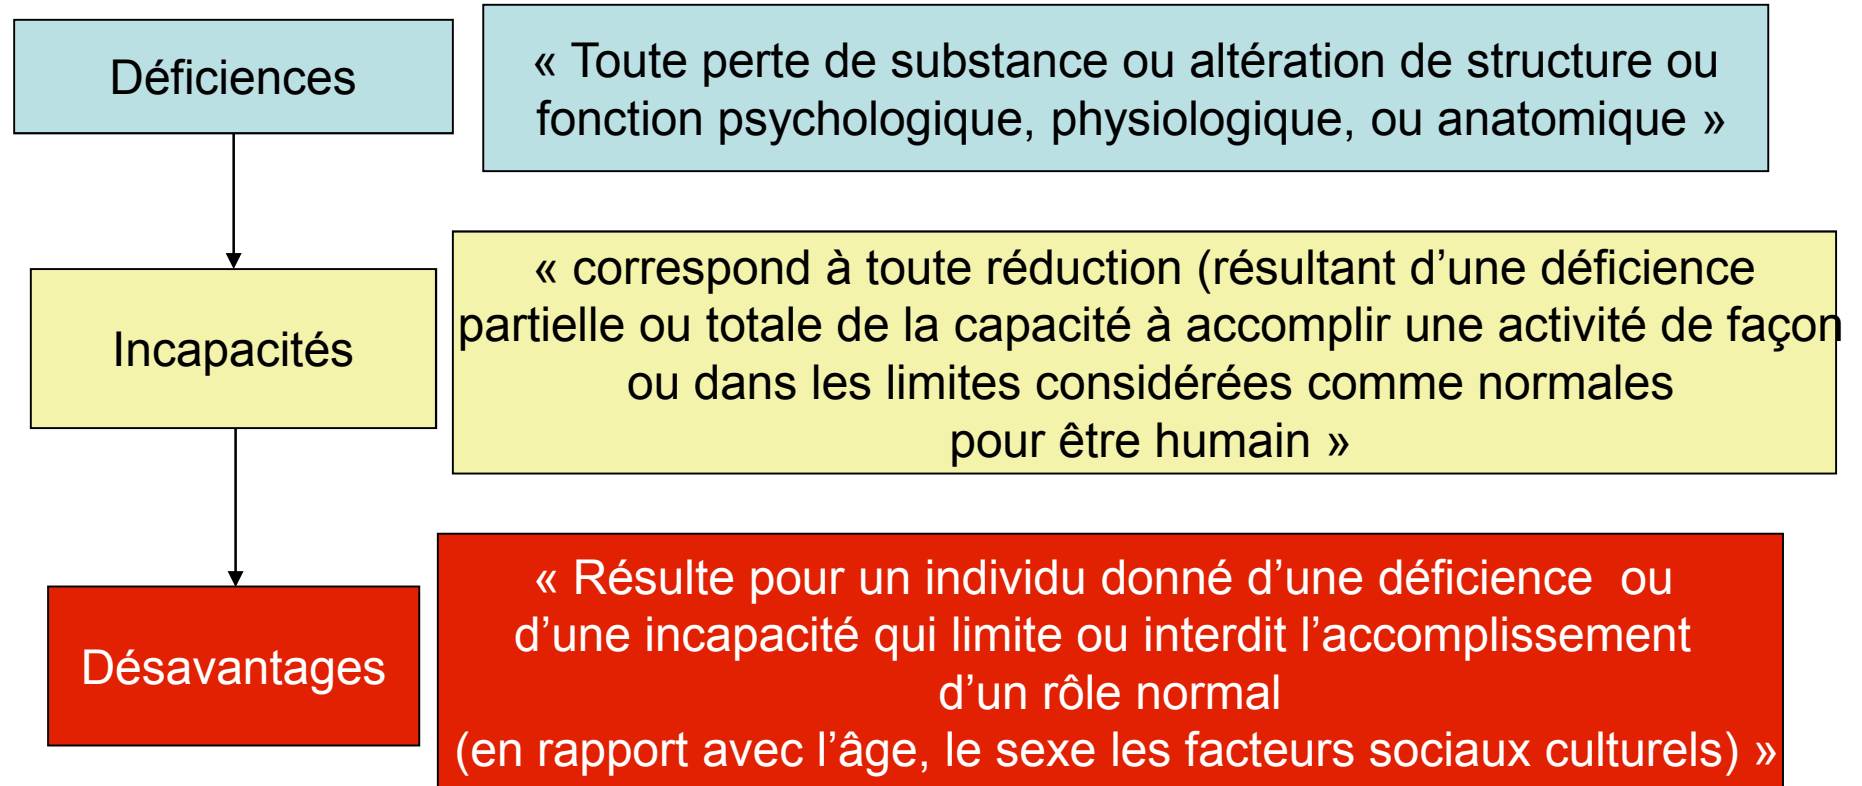 Déficiences
« Toute perte de substance ou altération de structure ou
fonction psychologique, physiologique, ou anatomique »
Incapacités
« correspond à toute réduction (résultant d’une déficience
partielle ou totale de la capacité à accomplir une activité de façon
ou dans les limites considérées comme normales
pour être humain »
Désavantages
« Résulte pour un individu donné d’une déficience  ou
d’une incapacité qui limite ou interdit l’accomplissement
d’un rôle normal
(en rapport avec l’âge, le sexe les facteurs sociaux culturels) »